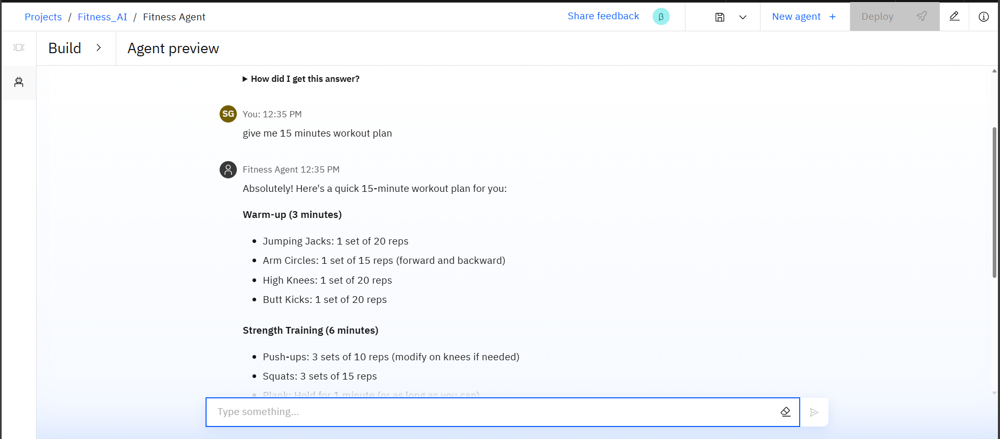 Projects / Fitness_AI / Fitness Agent
Share feedback
β
New agent +
Deploy
Build
Agent preview
How did I get this answer?
SG You: 12:35 PM
give me 15 minutes workout plan
Fitness Agent 12:35 PM
Absolutely! Here's a quick 15-minute workout plan for you:
Warm-up (3 minutes)
• Jumping Jacks: 1 set of 20 reps
• Arm Circles: 1 set of 15 reps (forward and backward)
• High Knees: 1 set of 20 reps
• Butt Kicks: 1 set of 20 reps
Strength Training (6 minutes)
• Push-ups: 3 sets of 10 reps (modify on knees if needed)
• Squats: 3 sets of 15 reps
• Plank: Hold for 1 minute (or as long as you can)
Type something...